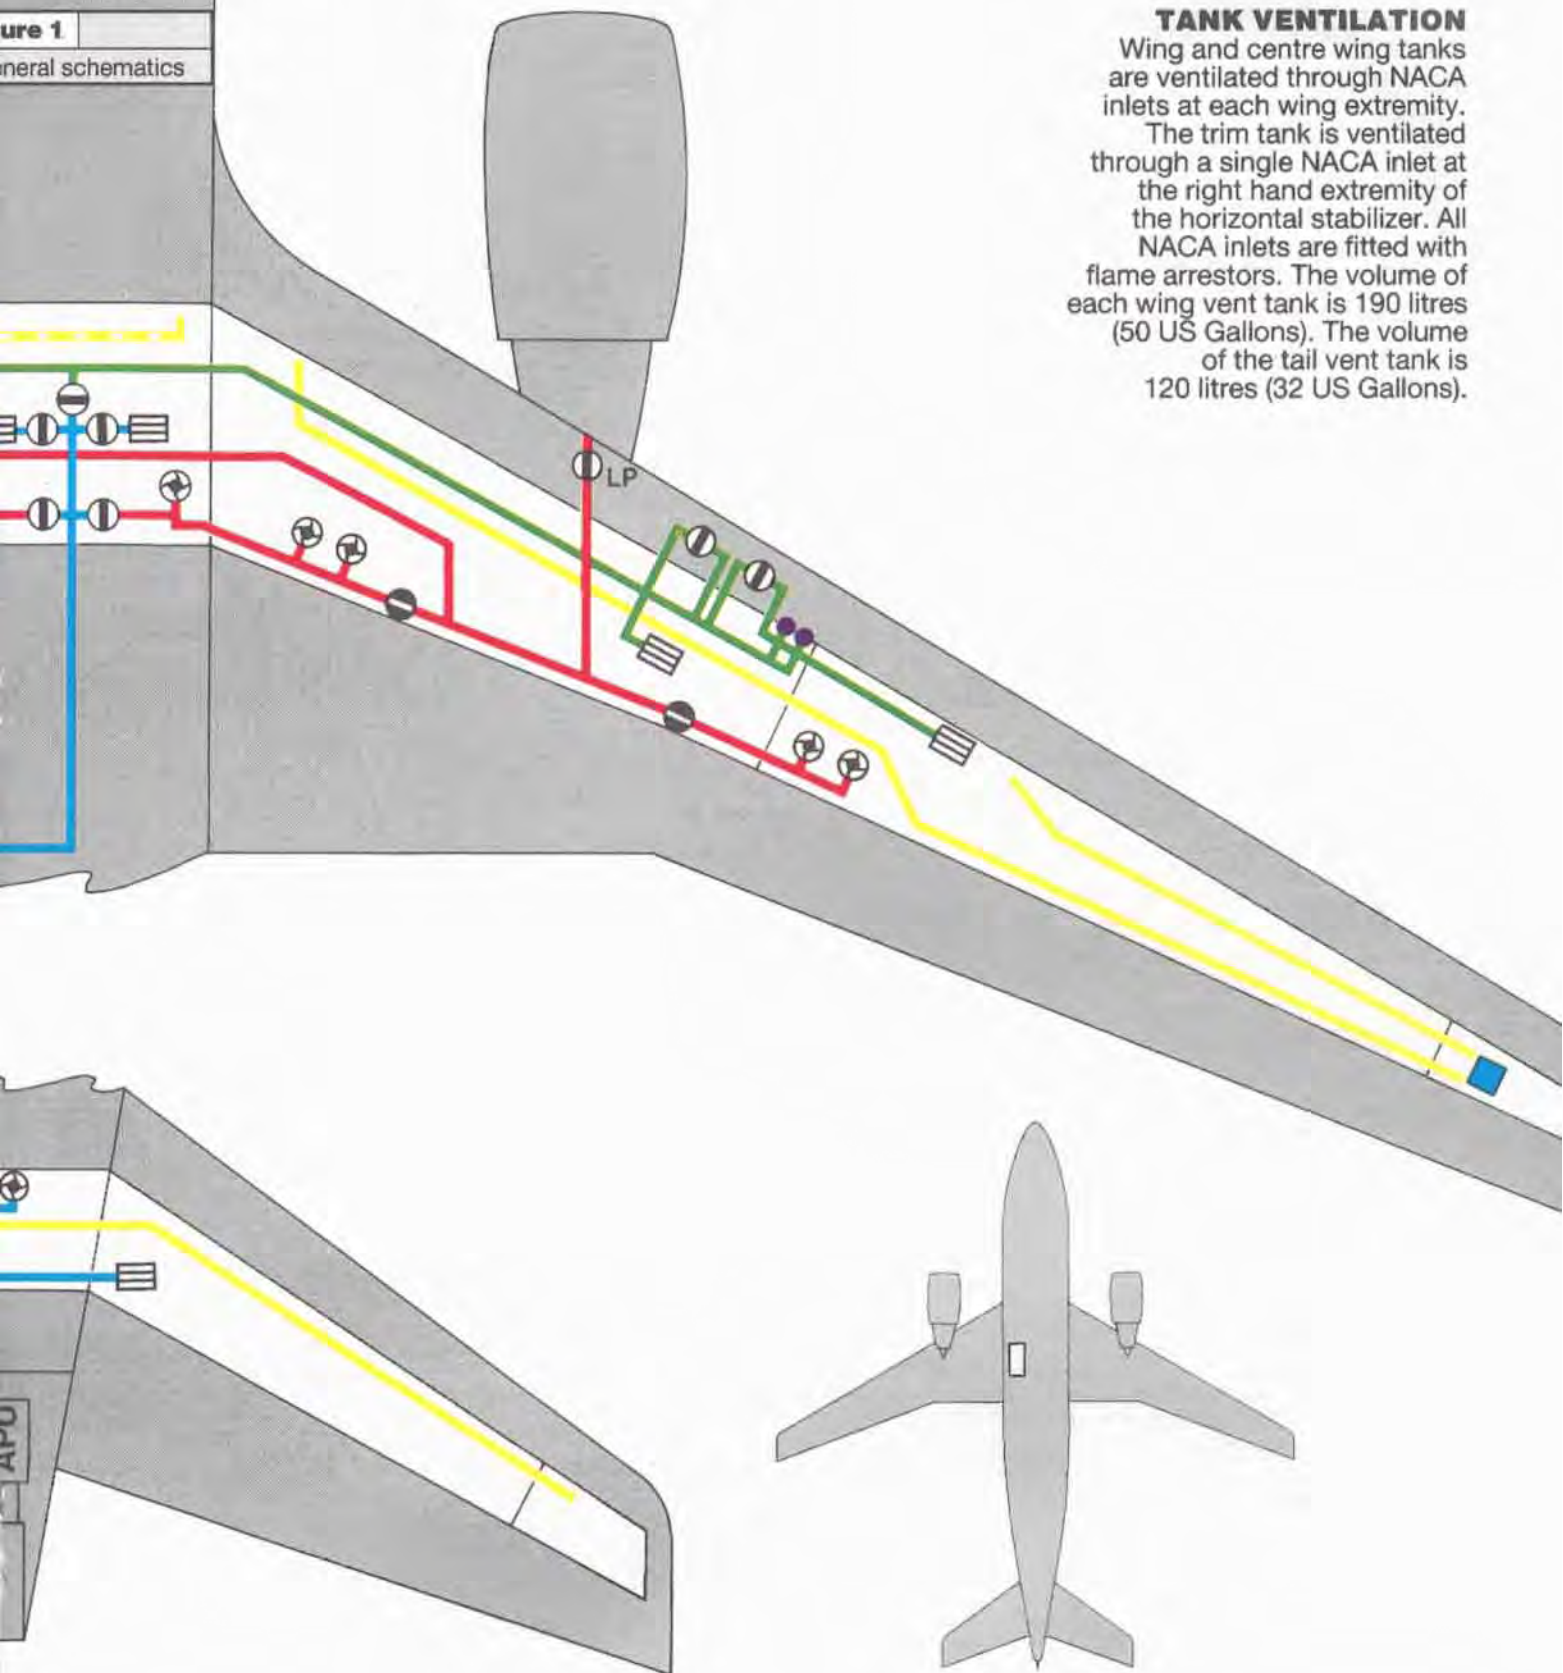 ure 1
neral schematics
TANK VENTILATION
Wing and centre wing tanks
are ventilated through NACA
inlets at each wing extremity.
The trim tank is ventilated
through a single NACA inlet at
the right hand extremity of
the horizontal stabilizer. All
NACA inlets are fitted with
flame arrestors. The volume of
each wing vent tank is 190 litres
(50 US Gallons). The volume
of the tail vent tank is
120 litres (32 US Gallons).
LP
APU